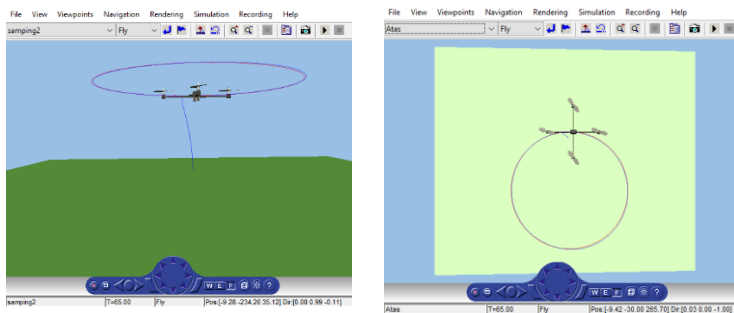 File View Viewpoints Navigation Rendering Simulation Recording Help
samping2 Fly
W E F ?
samping2 T=65.00 Fly Pos:[-9.28 -234.26 35.12] Dir:[0.00 0.99 -0.11]
File View Viewpoints Navigation Rendering Simulation Recording Help
Atas Fly
W E F ?
Atas T=65.00 Fly Pos:[-9.42 -30.00 265.70] Dir:[0.03 0.00 -1.00]